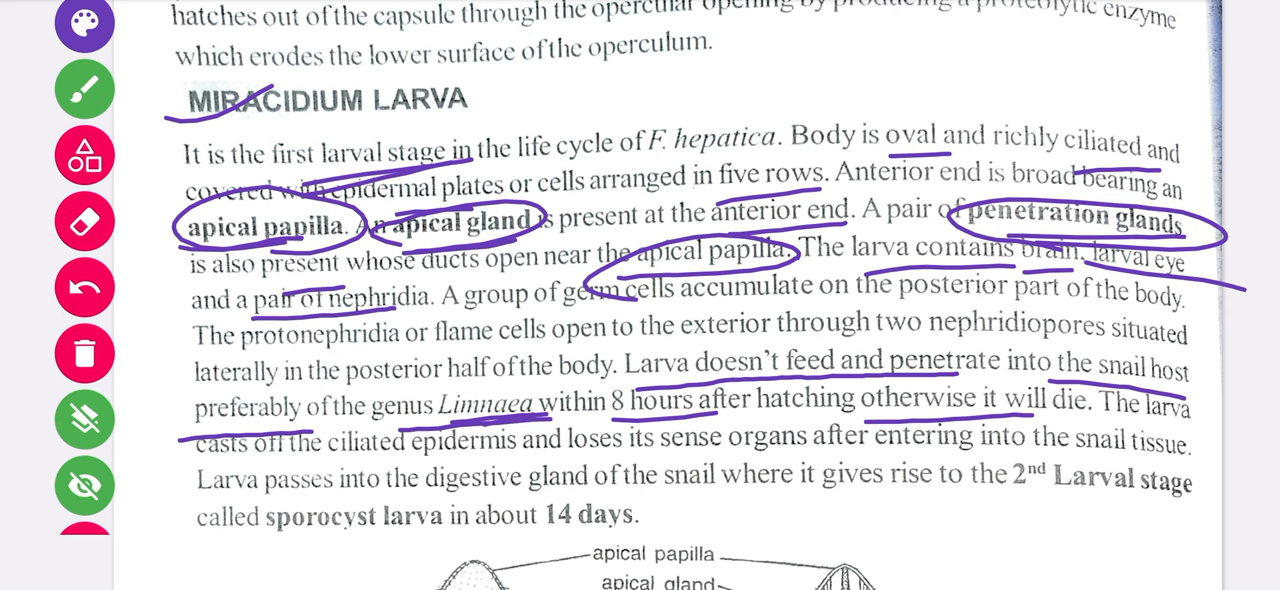 hatches out of the capsule through the opercular opening by producing a proteolytic enzyme
which erodes the lower surface of the operculum.
MIRACIDIUM LARVA
It is the first larval stage in the life cycle of F. hepatica. Body is oval and richly ciliated and
covered with epidermal plates or cells arranged in five rows. Anterior end is broad bearing an
apical papilla. An apical gland is present at the anterior end. A pair of penetration glands
is also present whose ducts open near the apical papilla. The larva contains brain, larval eye
and a pair of nephridia. A group of germ cells accumulate on the posterior part of the body.
The protonephridia or flame cells open to the exterior through two nephridiopores situated
laterally in the posterior half of the body. Larva doesn't feed and penetrate into the snail host
preferably of the genus Limnaea within 8 hours after hatching otherwise it will die. The larva
casts off the ciliated epidermis and loses its sense organs after entering into the snail tissue.
Larva passes into the digestive gland of the snail where it gives rise to the 2nd Larval stage
called sporocyst larva in about 14 days.
apical papilla
apical gland